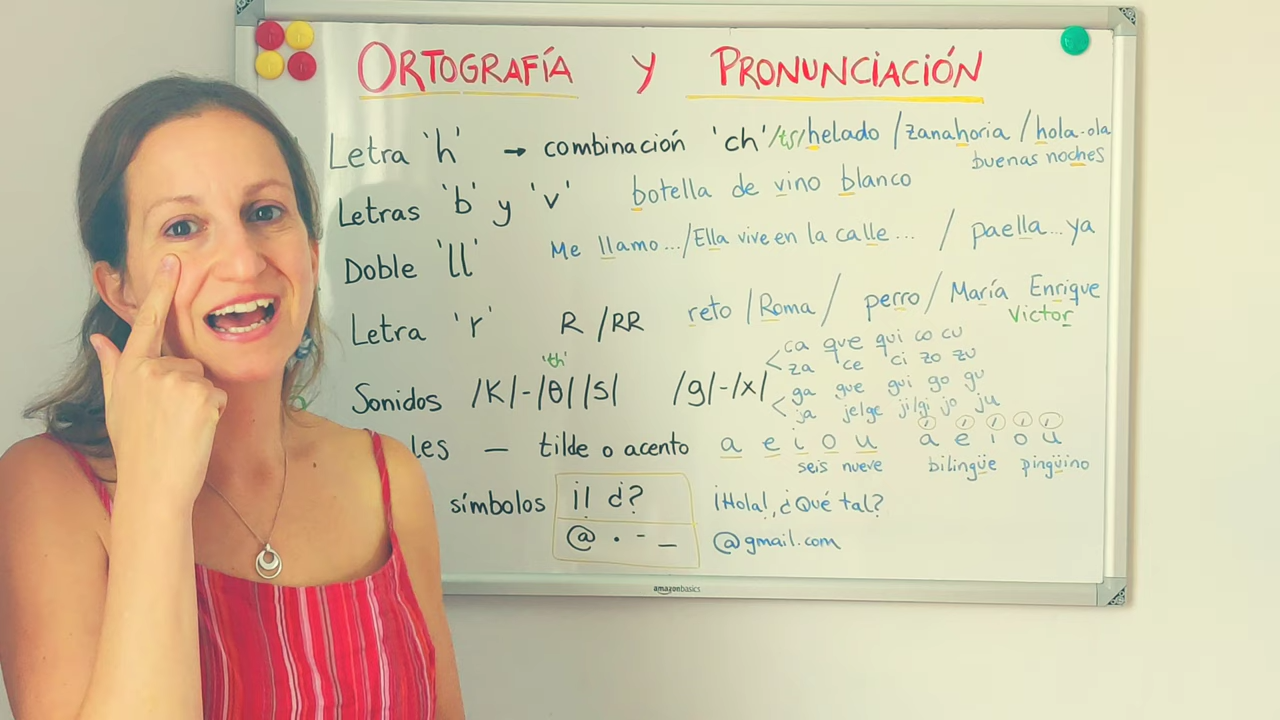 ORTOGRAFÍA Y PRONUNCIACIÓN
Letra 'h' → combinación 'ch' /tʃ/ helado / zanahoria / hola-ola
buenas noches
Letras 'b' y 'v' botella de vino blanco
Doble 'll' Me llamo... / Ella vive en la calle ... / paella...ya
Letra 'r' R / RR reto / Roma / perro / María Enrique
Victor
'th'
Sonidos /K/ - /θ/ /s/ /g/ - /x/
ca que qui co cu
za ce ci zo zu
ga gue gui go gu
ja je/ge ji/gi jo ju
les — tilde o acento a e i o u a e i o u
seis nueve bilingüe pingüino
símbolos ¡! ¿? ¡Hola!, ¿Qué tal?
@ . - _ @gmail.com
amazonbasics